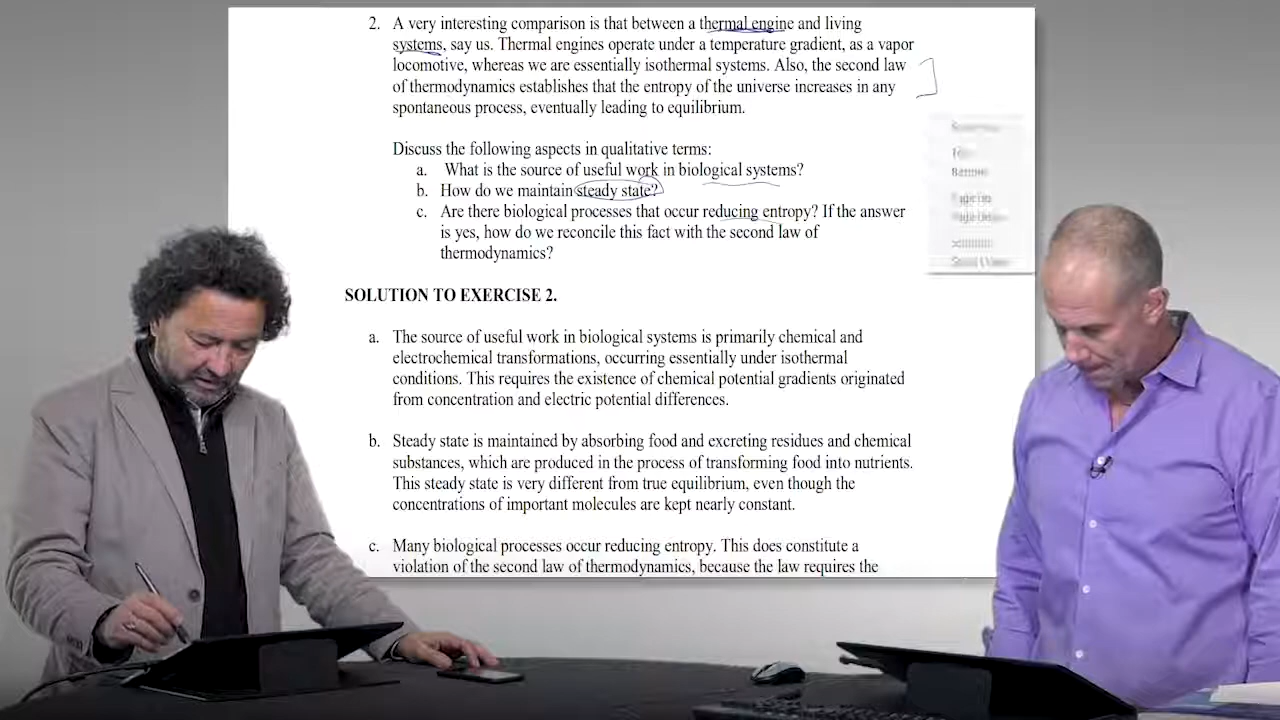 2. A very interesting comparison is that between a thermal engine and living
systems, say us. Thermal engines operate under a temperature gradient, as a vapor
locomotive, whereas we are essentially isothermal systems. Also, the second law
of thermodynamics establishes that the entropy of the universe increases in any
spontaneous process, eventually leading to equilibrium.
Discuss the following aspects in qualitative terms:
a. What is the source of useful work in biological systems?
b. How do we maintain steady state?
c. Are there biological processes that occur reducing entropy? If the answer
is yes, how do we reconcile this fact with the second law of
thermodynamics?
SOLUTION TO EXERCISE 2.
a. The source of useful work in biological systems is primarily chemical and
electrochemical transformations, occurring essentially under isothermal
conditions. This requires the existence of chemical potential gradients originated
from concentration and electric potential differences.
b. Steady state is maintained by absorbing food and excreting residues and chemical
substances, which are produced in the process of transforming food into nutrients.
This steady state is very different from true equilibrium, even though the
concentrations of important molecules are kept nearly constant.
c. Many biological processes occur reducing entropy. This does constitute a
violation of the second law of thermodynamics, because the law requires the